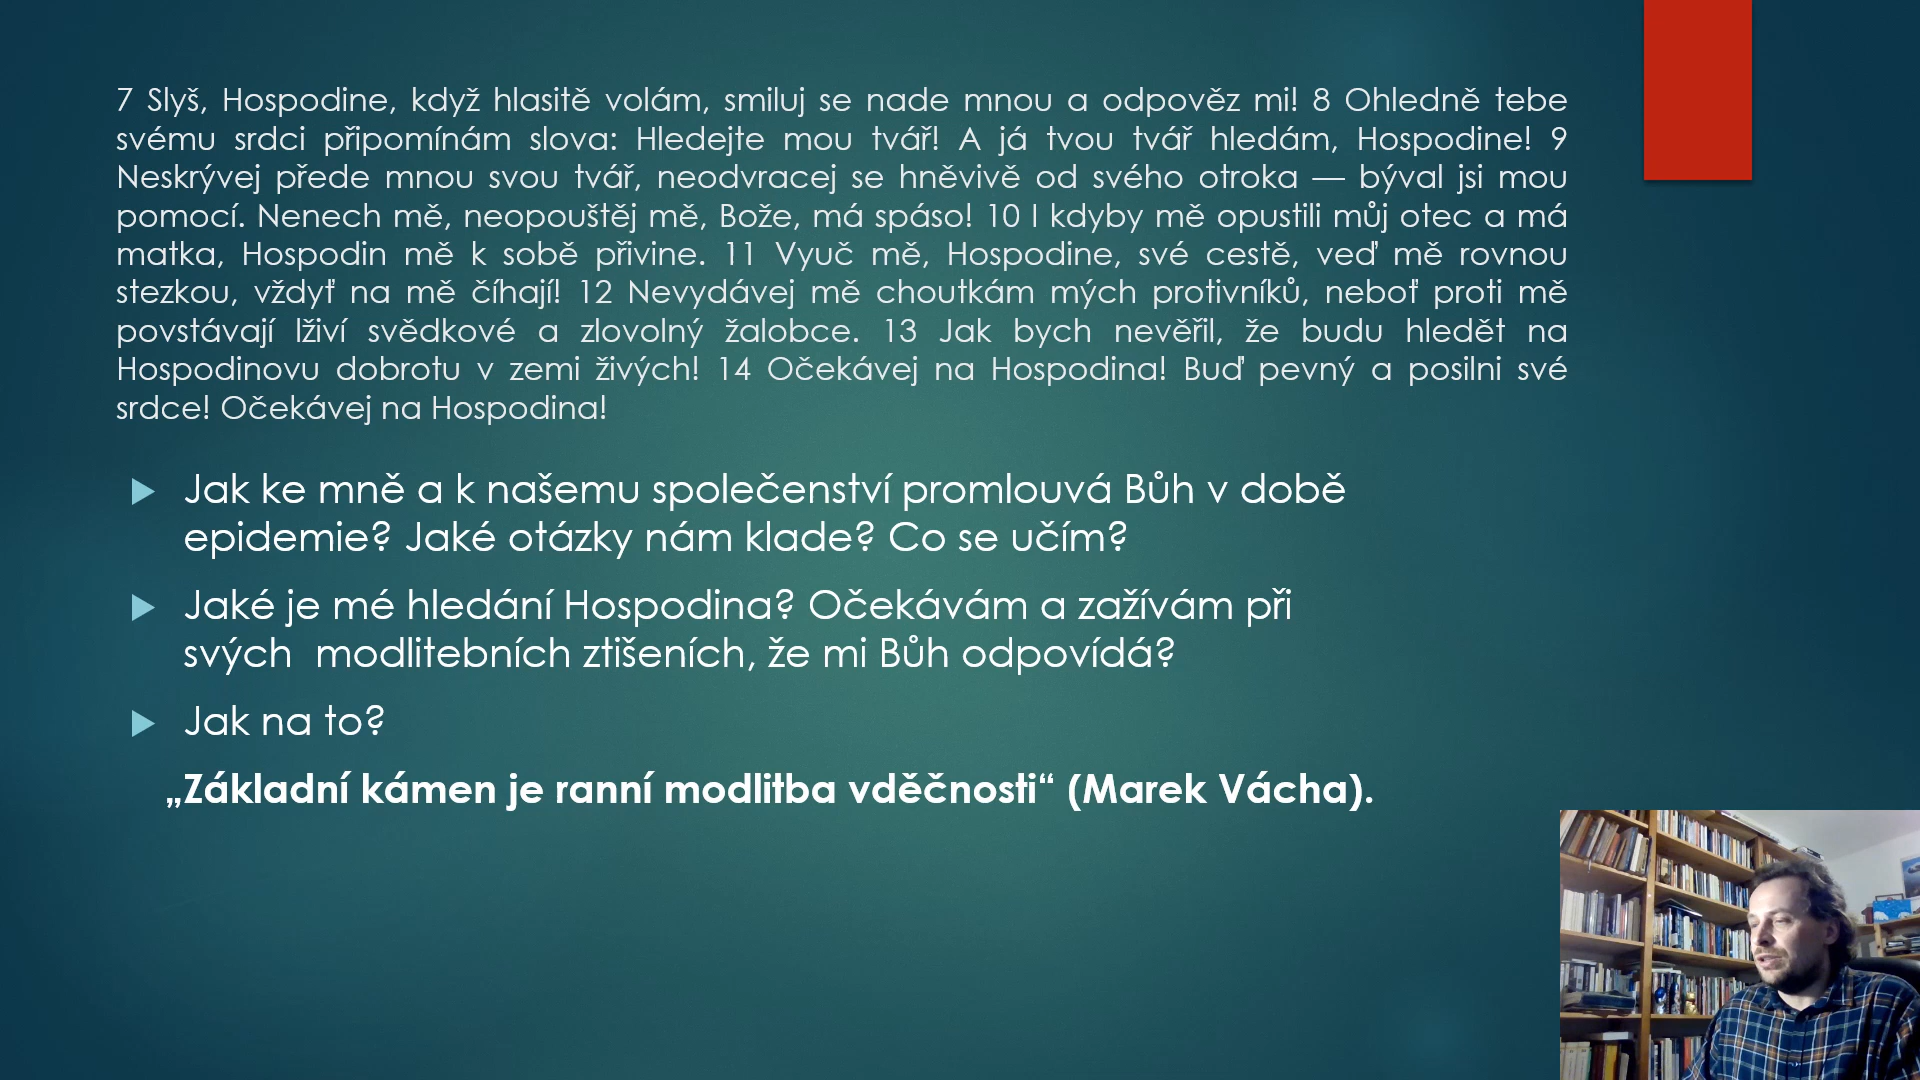 7 Slyš, Hospodine, když hlasitě volám, smiluj se nade mnou a odpověz mi! 8 Ohledně tebe
svému srdci připomínám slova: Hledejte mou tvář! A já tvou tvář hledám, Hospodine! 9
Neskrývej přede mnou svou tvář, neodvracej se hněvivě od svého otroka — býval jsi mou
pomocí. Nenech mě, neopouštěj mě, Bože, má spáso! 10 I kdyby mě opustili můj otec a má
matka, Hospodin mě k sobě přivine. 11 Vyuč mě, Hospodine, své cestě, veď mě rovnou
stezkou, vždyť na mě číhají! 12 Nevydávej mě choutkám mých protivníků, neboť proti mě
povstávají lživí svědkové a zlovolný žalobce. 13 Jak bych nevěřil, že budu hledět na
Hospodinovu dobrotu v zemi živých! 14 Očekávej na Hospodina! Buď pevný a posilni své
srdce! Očekávej na Hospodina!
Jak ke mně a k našemu společenství promlouvá Bůh v době
epidemie? Jaké otázky nám klade? Co se učím?
Jaké je mé hledání Hospodina? Očekávám a zažívám při
svých  modlitebních ztišeních, že mi Bůh odpovídá?
Jak na to?
„Základní kámen je ranní modlitba vděčnosti“ (Marek Vácha).